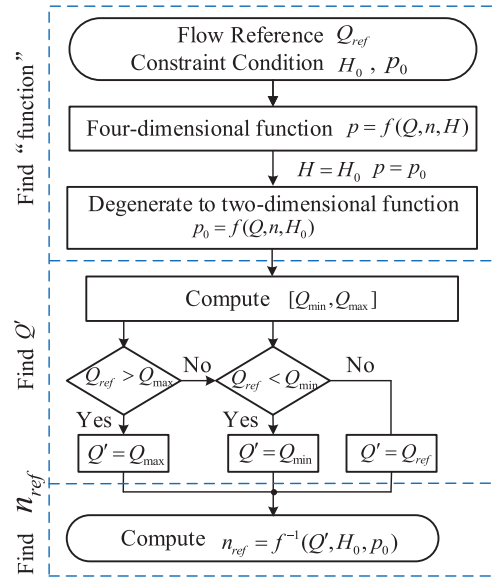 Find “function”
Flow Reference Q_ref
Constraint Condition H_0 , p_0
Four-dimensional function p = f(Q,n,H)
H = H_0 p = p_0
Degenerate to two-dimensional function
p_0 = f(Q,n,H_0)
Find Q'
Compute [Q_min, Q_max]
Q_ref > Q_max
No
Q_ref < Q_min
No
Yes
Yes
Q' = Q_max
Q' = Q_min
Q' = Q_ref
Find n_ref
Compute n_ref = f^{-1}(Q', H_0, p_0)